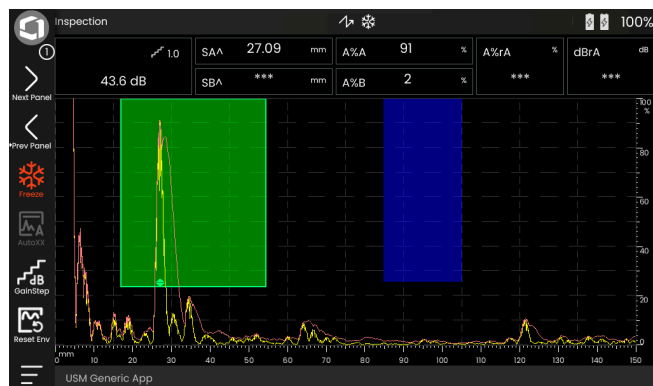 Inspection
100%
1
1.0
43.6 dB
SA^ 27.09 mm
A%A 91 %
A%rA %
***
dBrA dB
***
SB^ *** mm
A%B 2 %
Next Panel
Prev Panel
Freeze
AutoXX
dB
GainStep
Reset Env
100
%
80
60
40
20
0
mm
0 10 20 30 40 50 60 70 80 90 100 110 120 130 140 150
USM Generic App